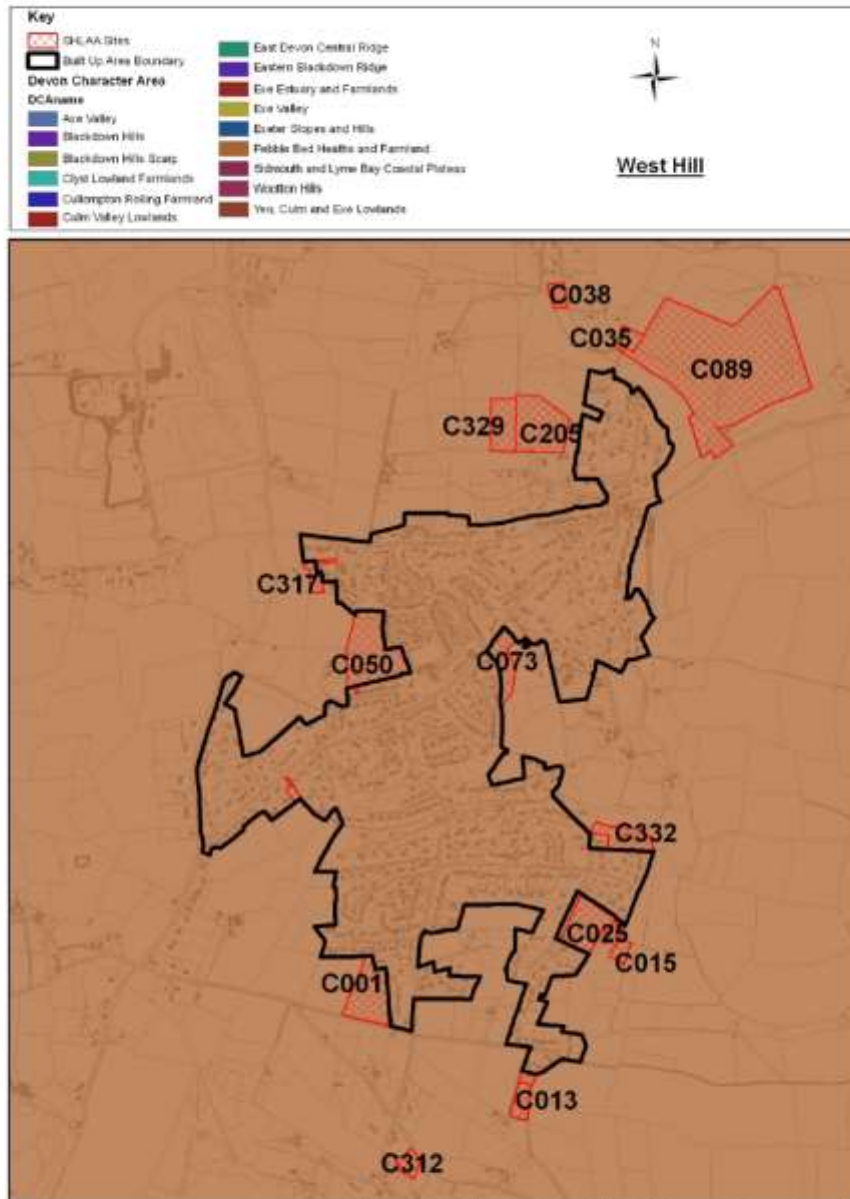 Key
SHLAA Sites
Built Up Area Boundary
Devon Character Area
DCAname
Axe Valley
Blackdown Hills
Blackdown Hills Scarp
Clyst Lowland Farmlands
Cullompton Rolling Farmland
Culm Valley Lowlands
East Devon Central Ridge
Eastern Blackdown Ridge
Exe Estuary and Farmlands
Exe Valley
Exeter Slopes and Hills
Pebble Bed Heaths and Farmland
Sidmouth and Lyme Bay Coastal Plateau
Wootton Hills
Yeo, Culm and Exe Lowlands
N
West Hill
C038
C035
C089
C329
C205
C317
C050
C073
C332
C025
C015
C001
C013
C312